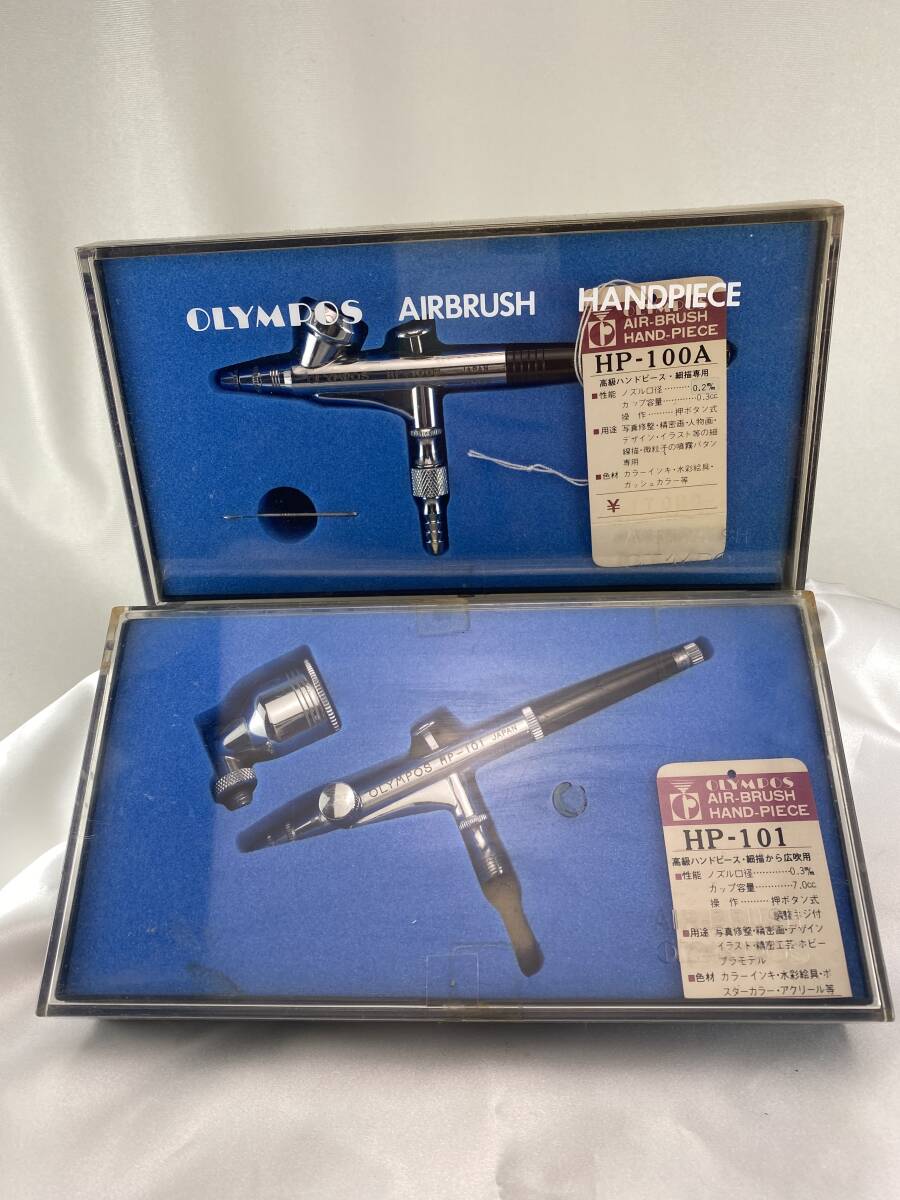 OLYMPOS AIRBRUSH HANDPIECE
AIR-BRUSH
HAND-PIECE
HP-100A
高級ハンドピース・細描専用
■性能 ノズル口径………0.2㎜
カップ容量………0.3cc
操作………押ボタン式
■用途 写真修整・精密画・人物画・
デザイン・イラスト等の細
線描・微粒子の噴霧パタン
専用
■色材 カラーインキ・水彩絵具・
ガッシュカラー等
¥
OLYMPOS JAPAN
OLYMPOS HP-101 JAPAN
OLYMPOS
AIR-BRUSH
HAND-PIECE
HP-101
高級ハンドピース・細描から広吹用
■性能 ノズル口径…………0.3㎜
カップ容量…………7.0cc
操作………押ボタン式
調整ネジ付
■用途 写真修整・精密画・デザイン
イラスト・精密工芸・ホビー
プラモデル
■色材 カラーインキ・水彩絵具・ポ
スターカラー・アクリール等